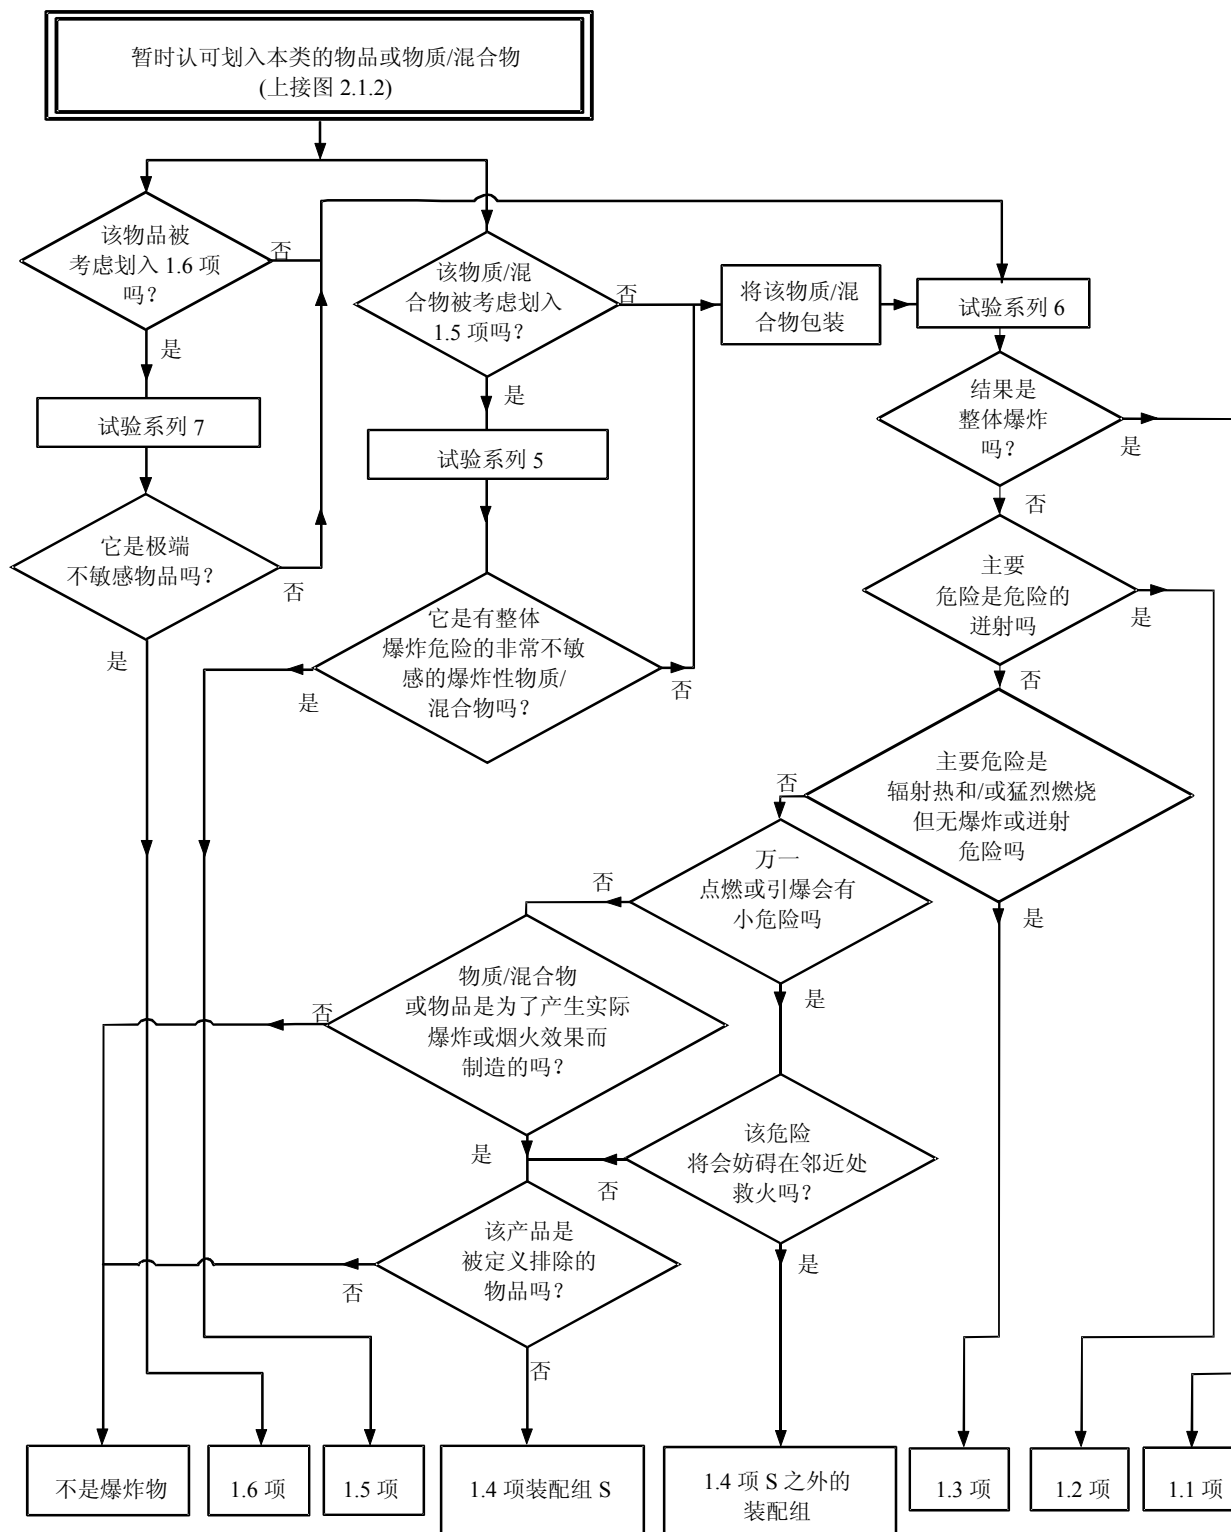 暂时认可划入本类的物品或物质/混合物
(上接图 2.1.2)
该物品被
考虑划入 1.6 项
吗?
否
是
该物质/混
合物被考虑划入
1.5 项吗?
否
是
将该物质/混
合物包装
试验系列 6
结果是
整体爆炸
吗?
是
否
试验系列 7
试验系列 5
它是极端
不敏感物品吗?
否
是
主要
危险是危险的
迸射吗
是
否
它是有整体
爆炸危险的非常不敏
感的爆炸性物质/
混合物吗?
是
否
主要危险是
辐射热和/或猛烈燃烧
但无爆炸或迸射
危险吗
否
是
万一
点燃或引爆会有
小危险吗
否
是
物质/混合物
或物品是为了产生实际
爆炸或烟火效果而
制造的吗?
否
是
该危险
将会妨碍在邻近处
救火吗?
否
是
该产品是
被定义排除的
物品吗?
否
否
不是爆炸物
1.6 项
1.5 项
1.4 项装配组 S
1.4 项 S 之外的
装配组
1.3 项
1.2 项
1.1 项